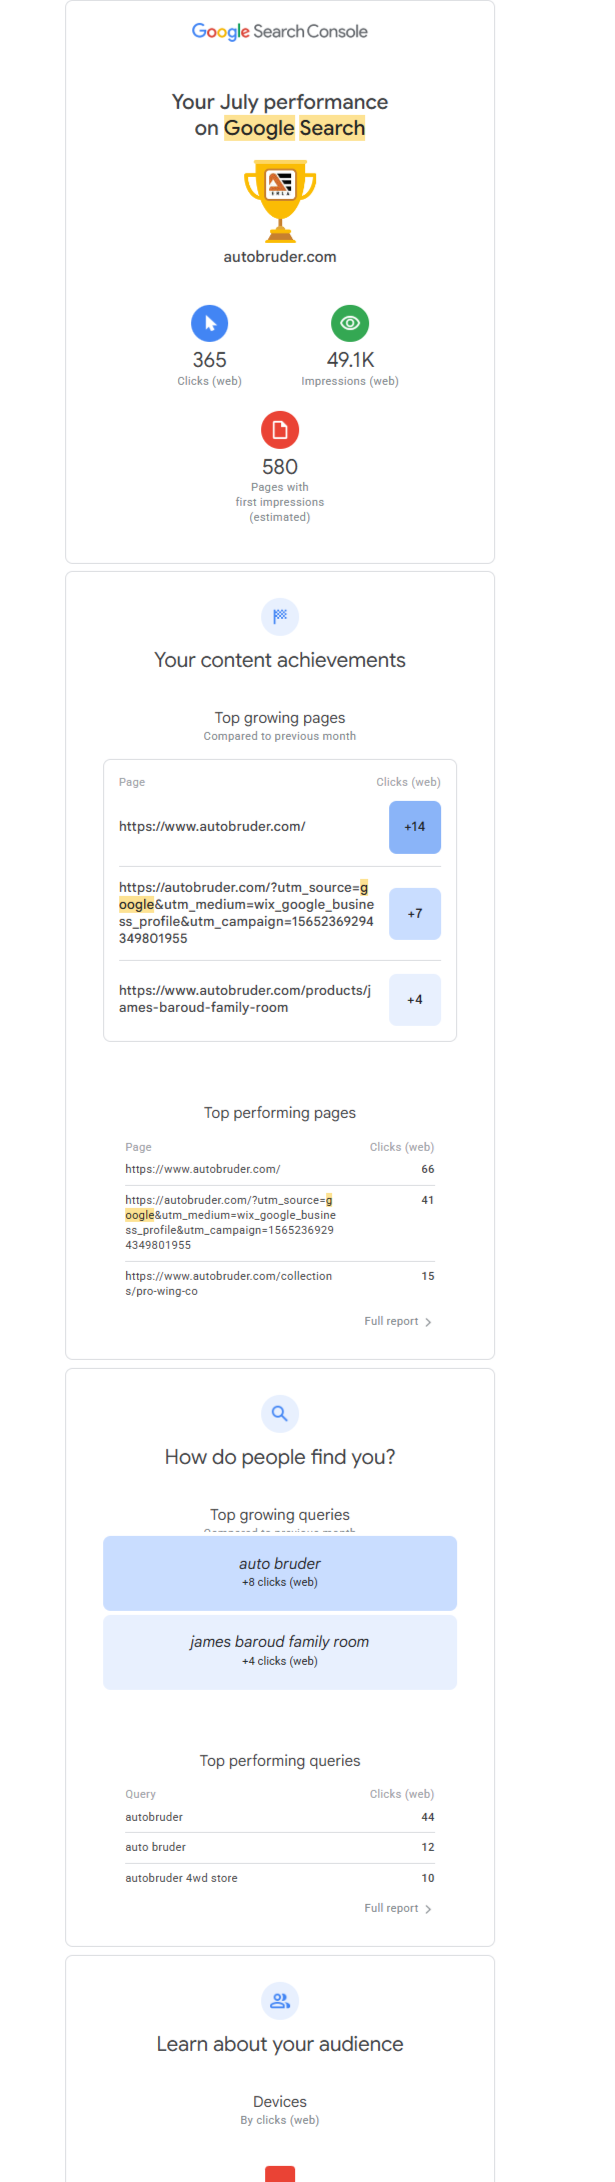 Google Search Console
Your July performance
on Google Search
autobruder.com
365
Clicks (web)
49.1K
Impressions (web)
580
Pages with
first impressions
(estimated)
Your content achievements
Top growing pages
Compared to previous month
Page
Clicks (web)
https://www.autobruder.com/
+14
https://autobruder.com/?utm_source=g
oogle&utm_medium=wix_google_busine
ss_profile&utm_campaign=15652369294
349801955
+7
https://www.autobruder.com/products/j
ames-baroud-family-room
+4
Top performing pages
Page
Clicks (web)
https://www.autobruder.com/
66
https://autobruder.com/?utm_source=g
oogle&utm_medium=wix_google_busine
ss_profile&utm_campaign=1565236929
4349801955
41
https://www.autobruder.com/collection
s/pro-wing-co
15
Full report
How do people find you?
Top growing queries
Compared to previous month
auto bruder
+8 clicks (web)
james baroud family room
+4 clicks (web)
Top performing queries
Query
Clicks (web)
autobruder
44
auto bruder
12
autobruder 4wd store
10
Full report
Learn about your audience
Devices
By clicks (web)